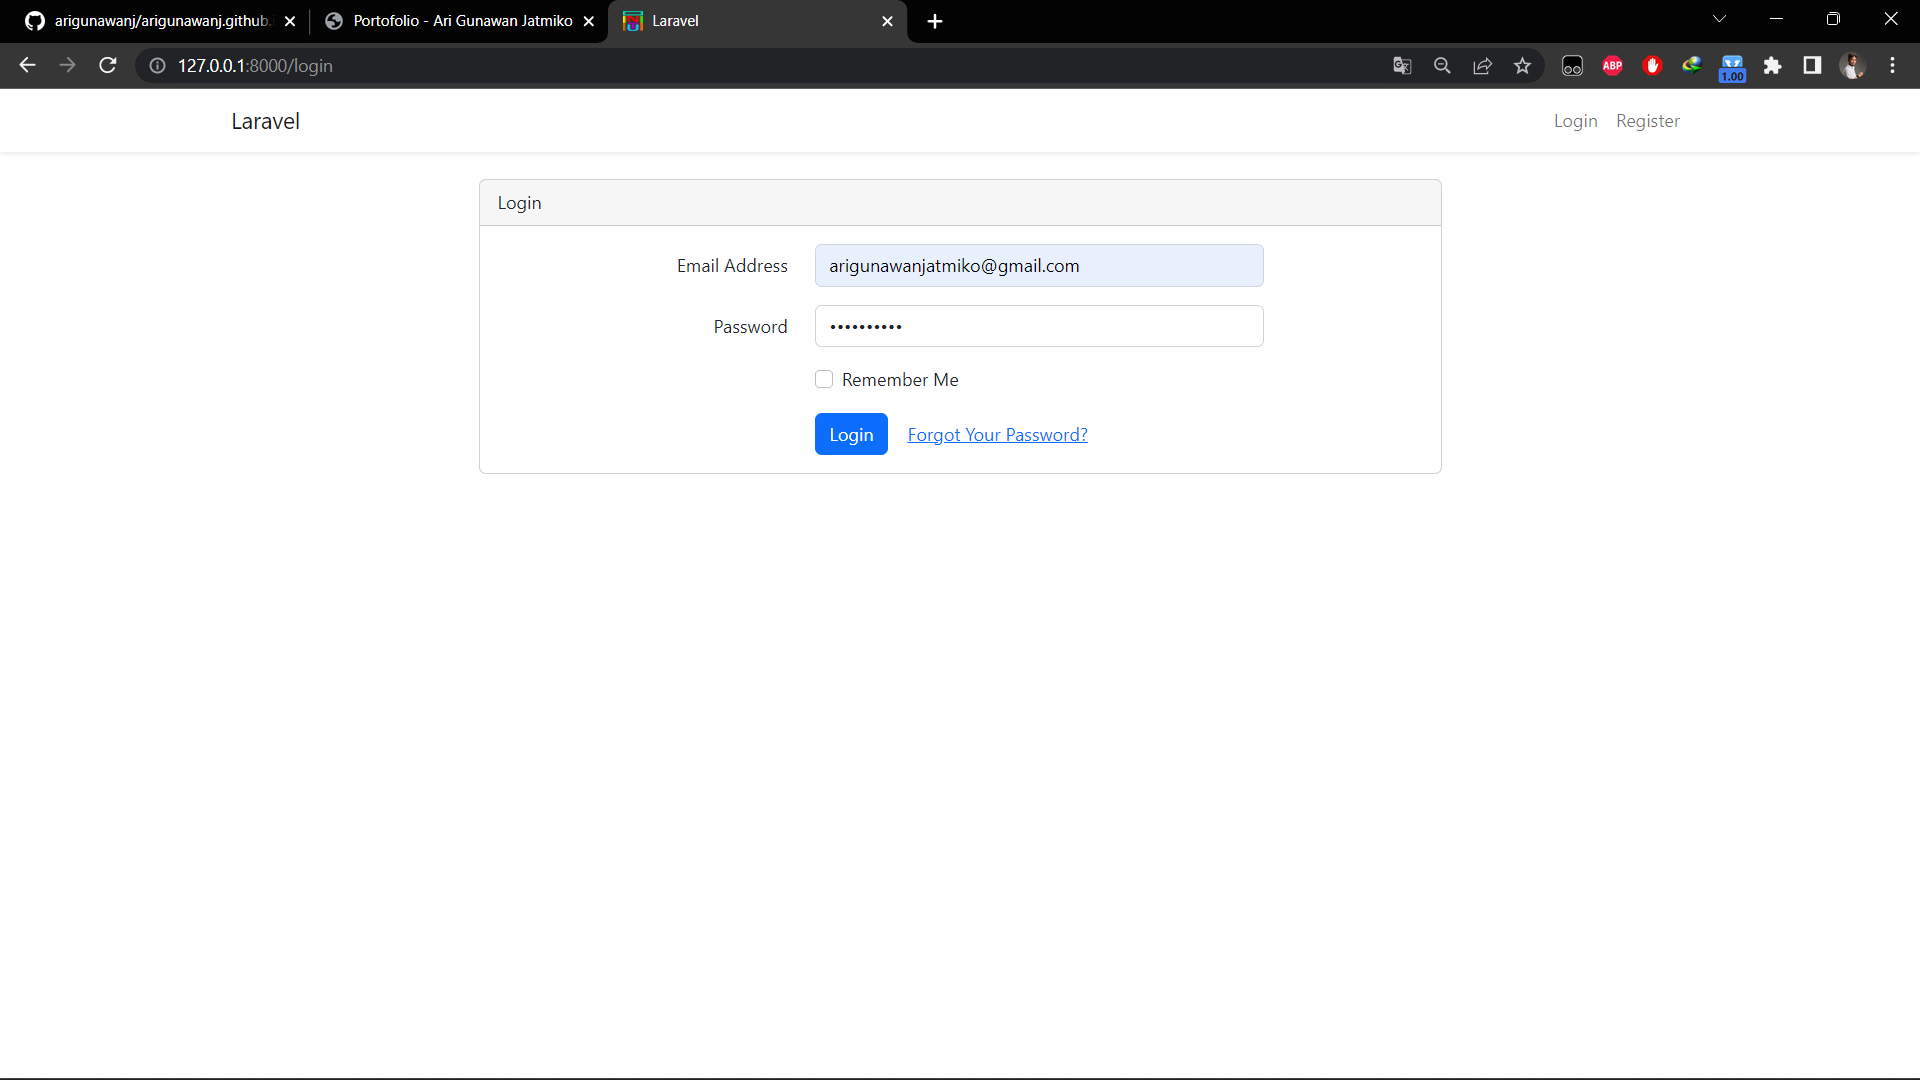 arigunawanj/arigunawanj.github.
Portofolio - Ari Gunawan Jatmiko
Laravel
127.0.0.1:8000/login
ABP
1.00
Laravel
Login
Register
Login
Email Address
arigunawanjatmiko@gmail.com
Password
••••••••••
Remember Me
Login
Forgot Your Password?